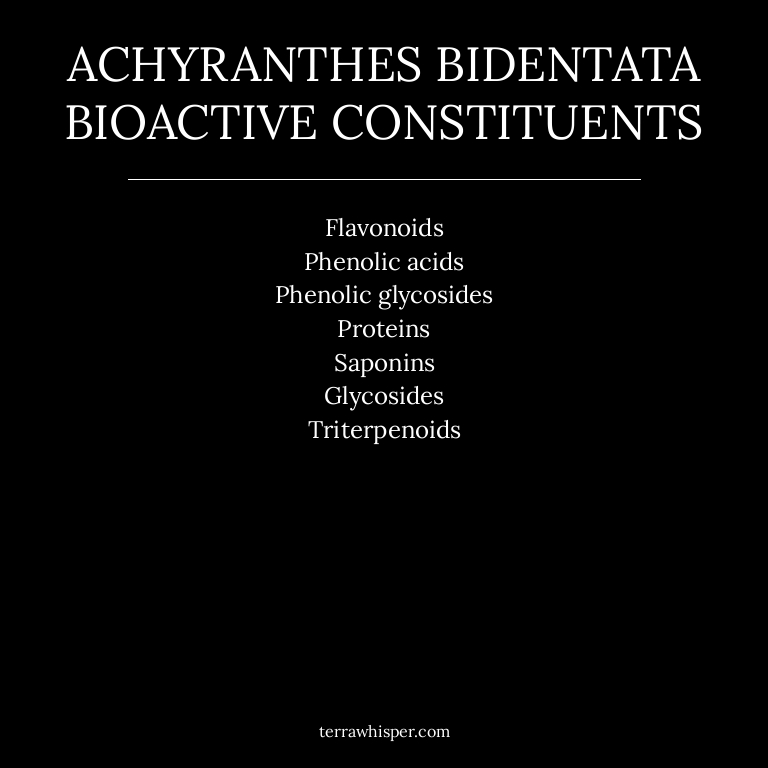 ACHYRANTHES BIDENTATA
BIOACTIVE CONSTITUENTS
Flavonoids
Phenolic acids
Phenolic glycosides
Proteins
Saponins
Glycosides
Triterpenoids
terrawhisper.com